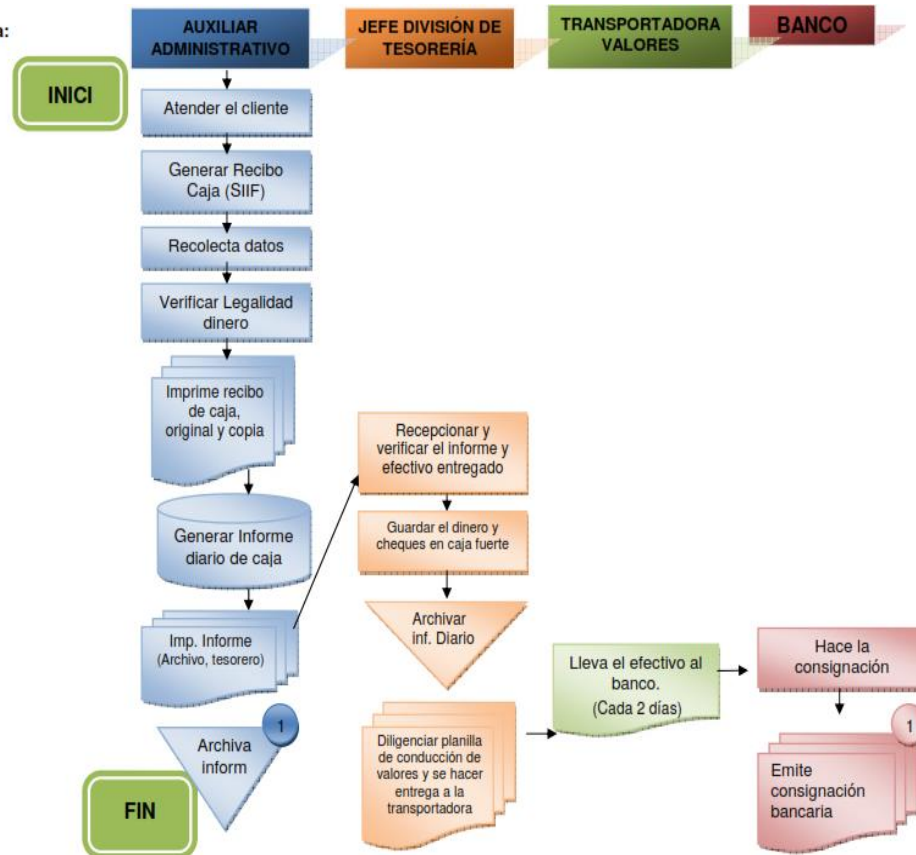 a:
AUXILIAR
ADMINISTRATIVO
JEFE DIVISIÓN DE
TESORERÍA
TRANSPORTADORA
VALORES
BANCO
INICI
Atender el cliente
Generar Recibo
Caja (SIIF)
Recolecta datos
Verificar Legalidad
dinero
Imprime recibo
de caja,
original y copia
Generar Informe
diario de caja
Imp. Informe
(Archivo, tesorero)
1
Archiva
inform
FIN
Recepcionar y
verificar el informe y
efectivo entregado
Guardar el dinero y
cheques en caja fuerte
Archivar
inf. Diario
Diligenciar planilla
de conducción de
valores y se hacer
entrega a la
transportadora
Lleva el efectivo al
banco.
(Cada 2 días)
Hace la
consignación
1
Emite
consignación
bancaria